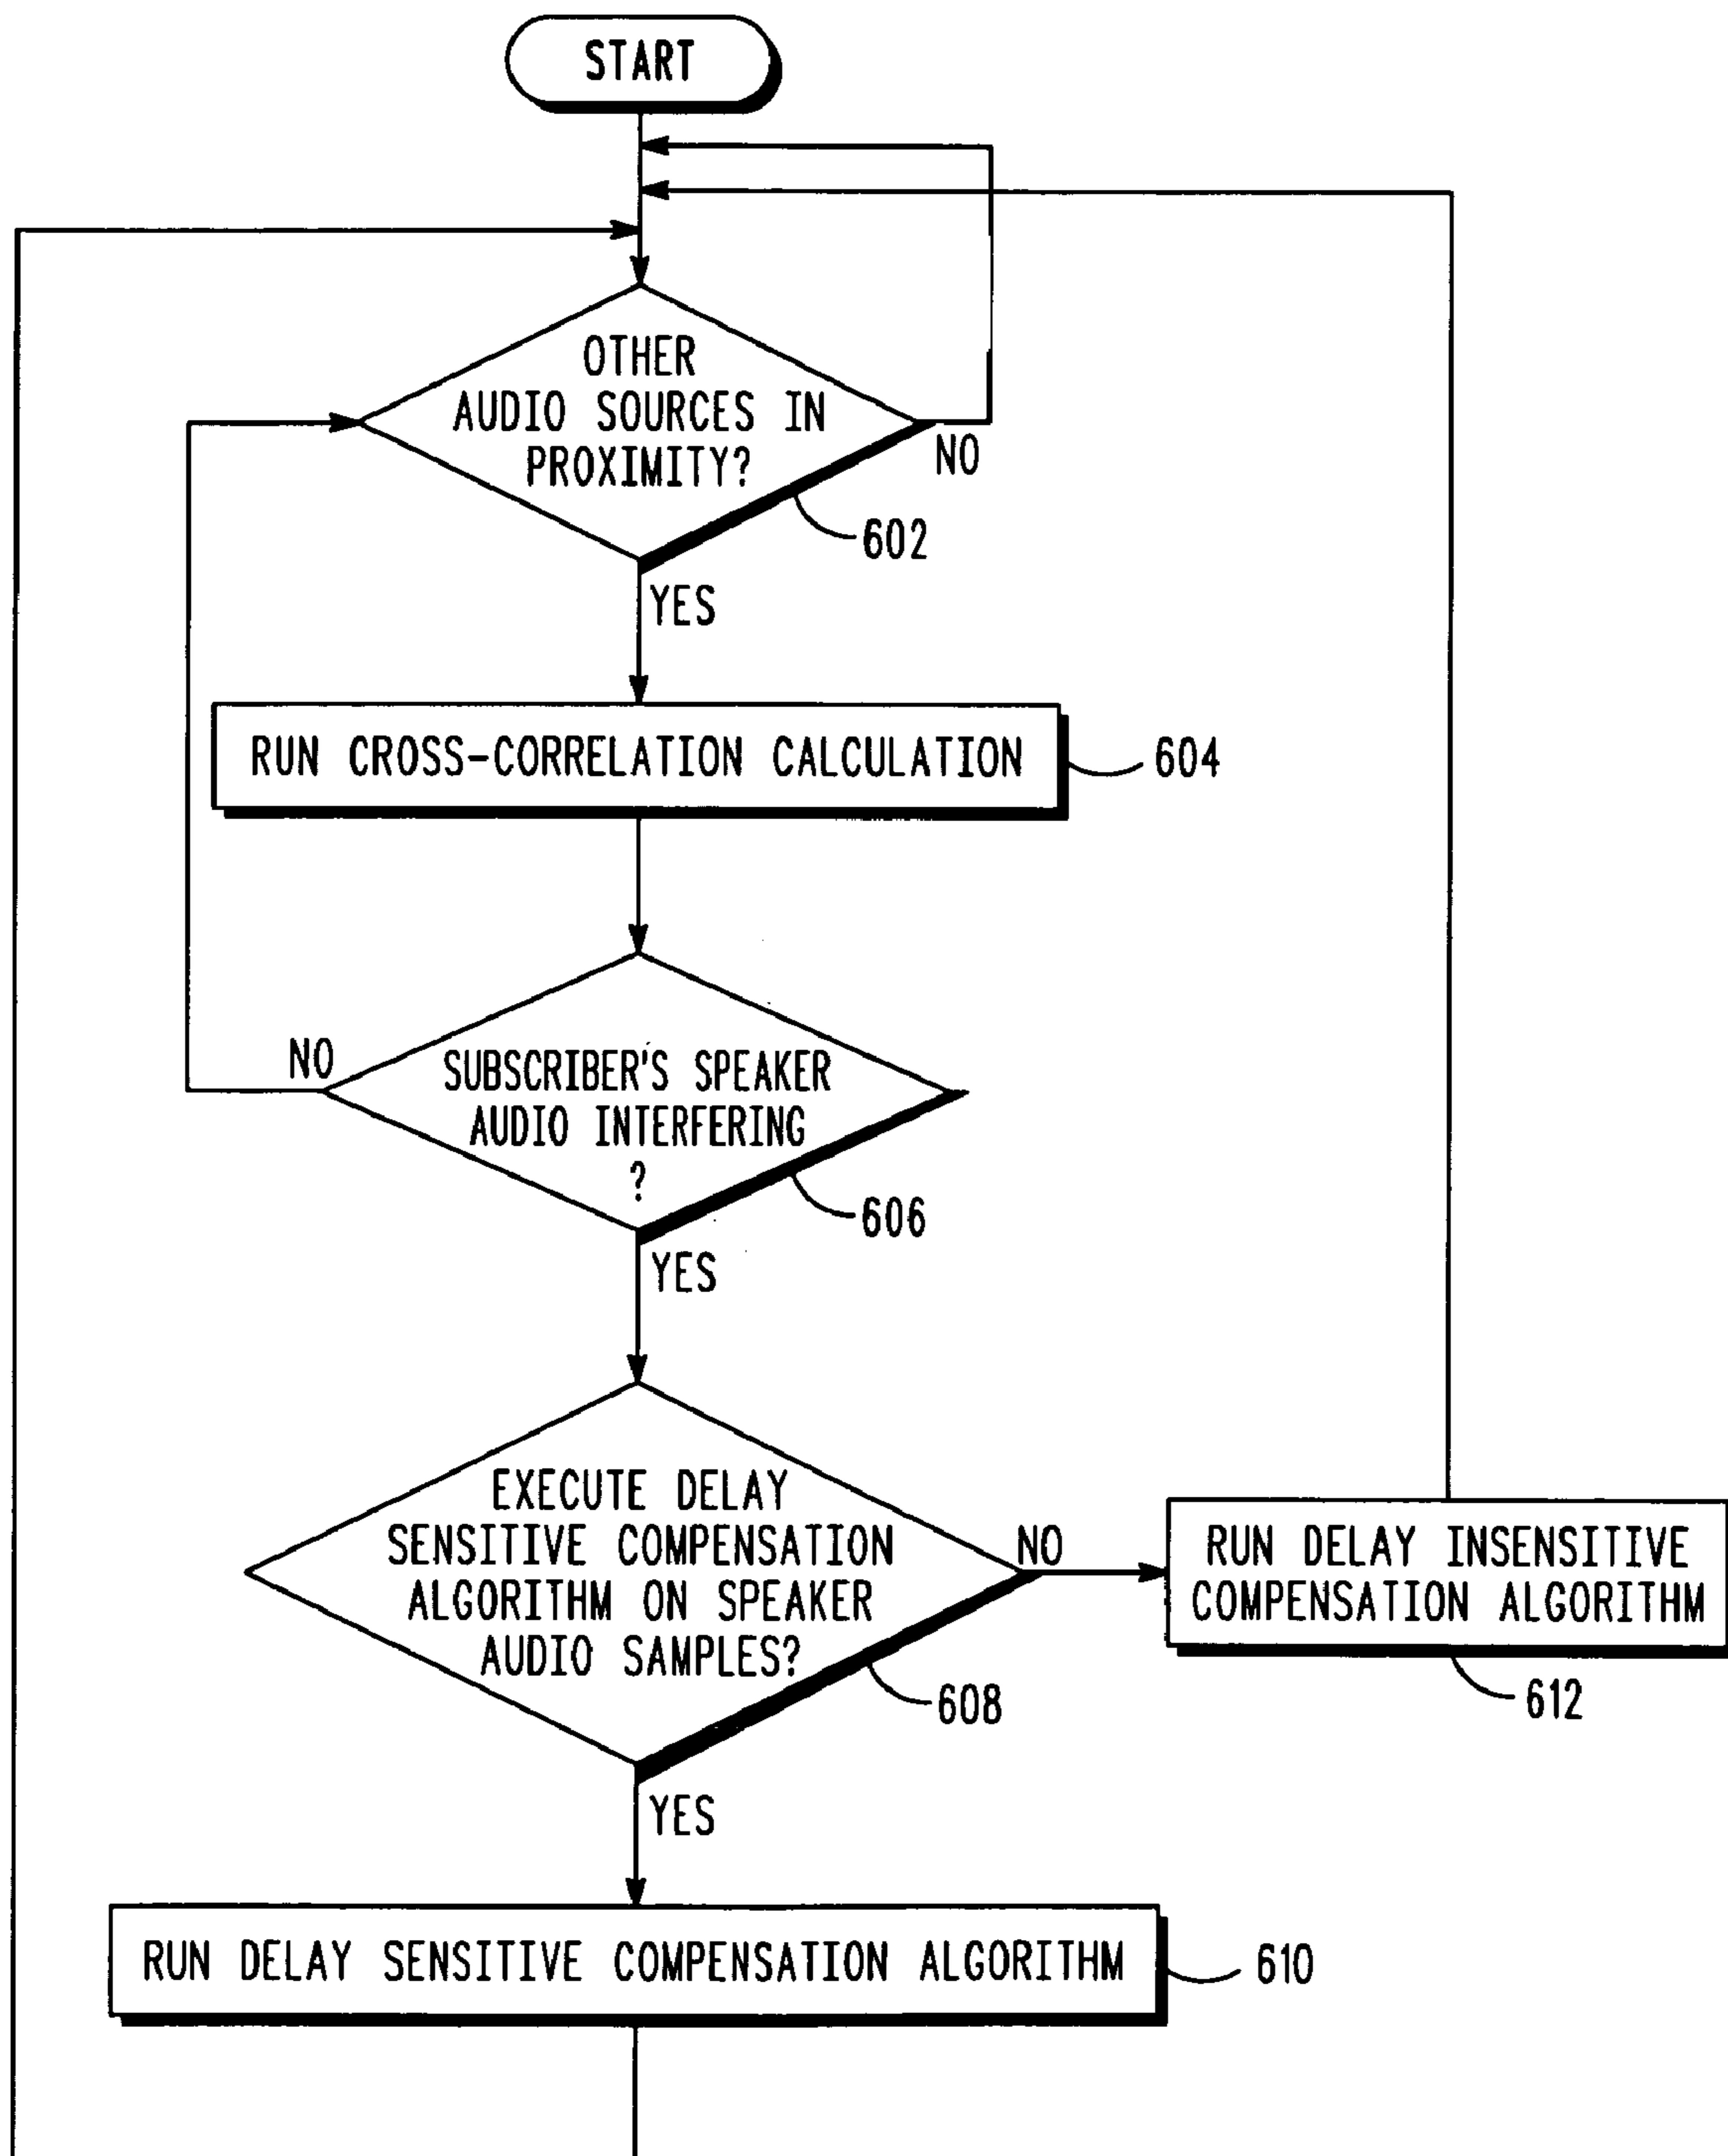 START
OTHER
AUDIO SOURCES IN
PROXIMITY?
NO
602
YES
RUN CROSS-CORRELATION CALCULATION
604
NO
SUBSCRIBER'S SPEAKER
AUDIO INTERFERING
?
606
YES
EXECUTE DELAY
SENSITIVE COMPENSATION
ALGORITHM ON SPEAKER
AUDIO SAMPLES?
NO
608
RUN DELAY INSENSITIVE
COMPENSATION ALGORITHM
612
YES
RUN DELAY SENSITIVE COMPENSATION ALGORITHM
610